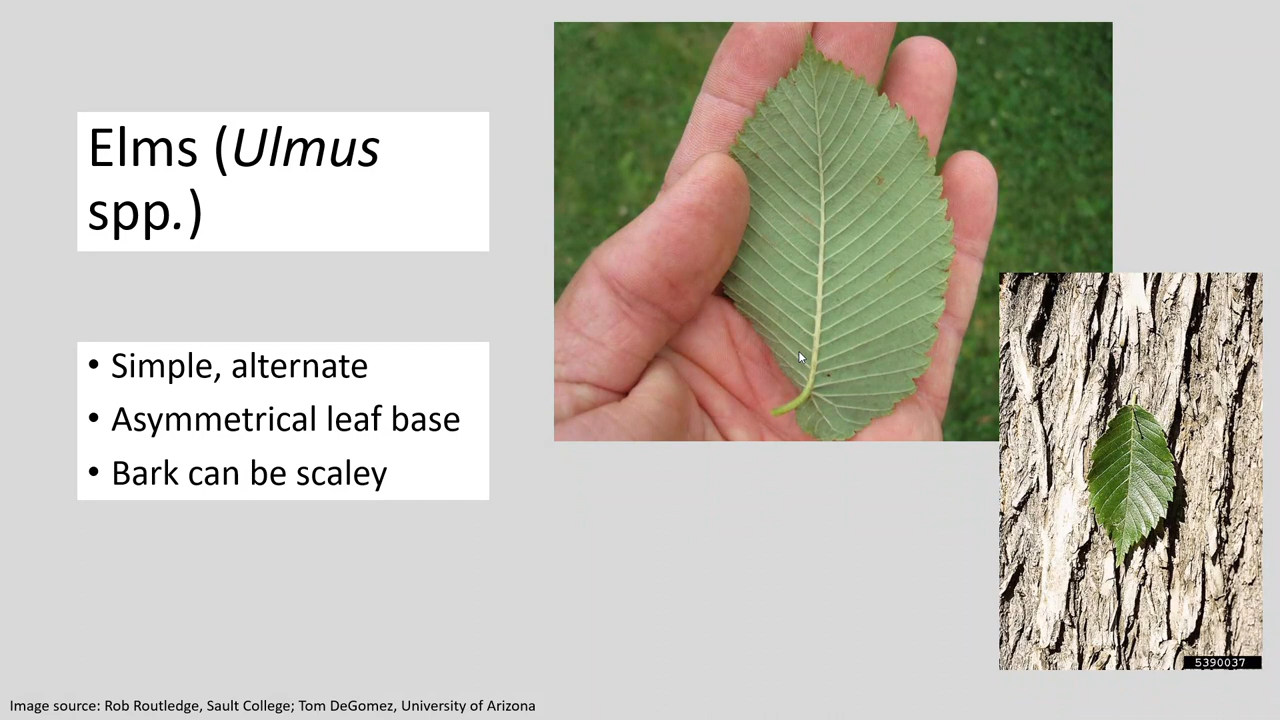 Elms (Ulmus
spp.)
• Simple, alternate
• Asymmetrical leaf base
• Bark can be scaley
5390037
Image source: Rob Routledge, Sault College; Tom DeGomez, University of Arizona